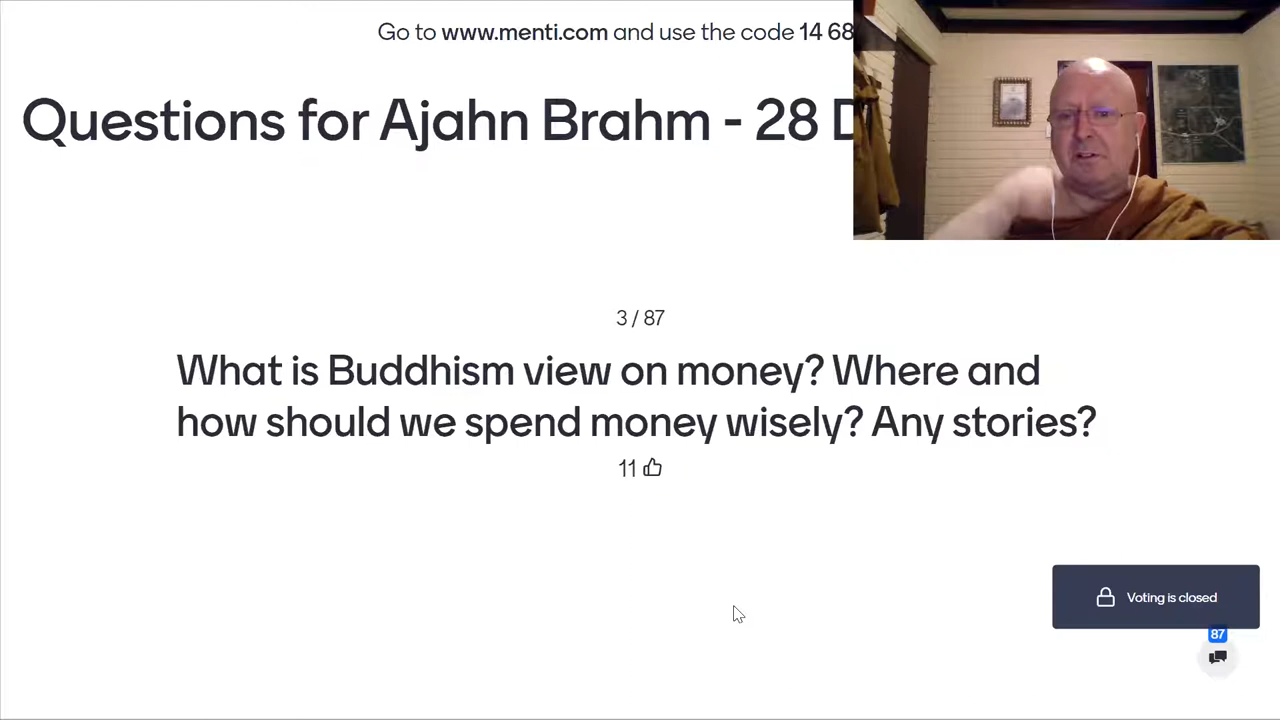 Go to www.menti.com and use the code 14 68
Questions for Ajahn Brahm - 28 D
3 / 87
What is Buddhism view on money? Where and
how should we spend money wisely? Any stories?
11
Voting is closed
87